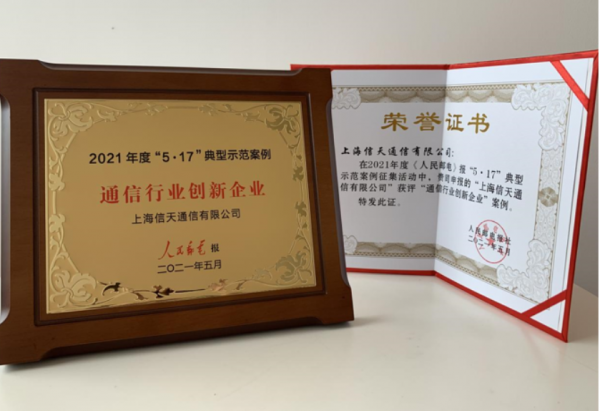 2021年度“5·17”典型示范案例
通信行业创新企业
上海信天通信有限公司
人民邮电 报
二〇二一年五月
荣誉证书
上海信天通信有限公司:
在2021年度《人民邮电》报“5·17”典型
示范案例征集活动中，贵司申报的“上海信天通
信有限公司”获评“通信行业创新企业”案例。
特发此证。
人民邮电报社
二〇二一年五月